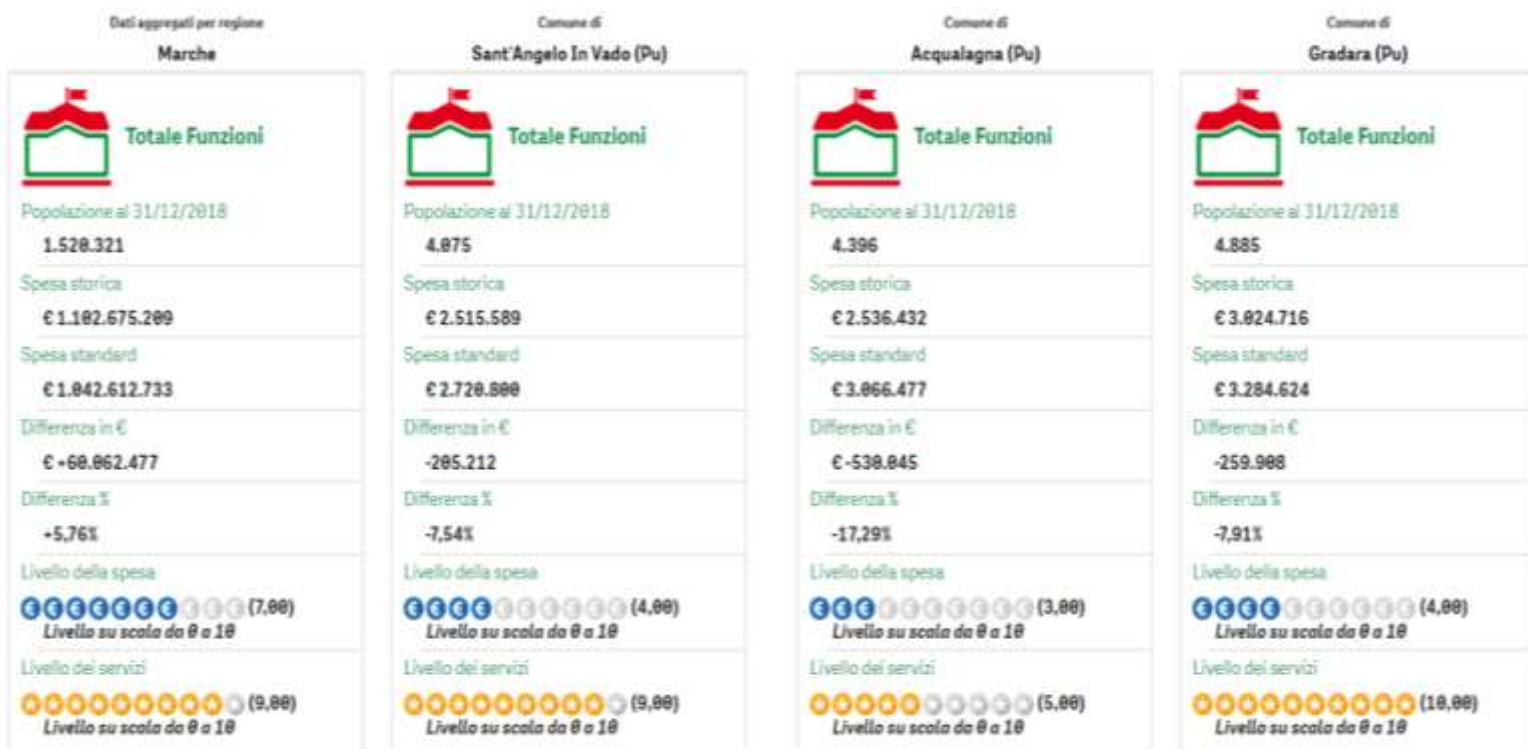 Dati aggregati per regione
Marche
Totale Funzioni
Popolazione al 31/12/2018
1.520.321
Spesa storica
€ 1.102.675.209
Spesa standard
€ 1.042.612.733
Differenza in €
€ +60.062.477
Differenza %
+5,76%
Livello della spesa
(7,00)
Livello su scala da 0 a 10
Livello dei servizi
(9,00)
Livello su scala da 0 a 10
Comune di
Sant'Angelo In Vado (Pu)
Totale Funzioni
Popolazione al 31/12/2018
4.075
Spesa storica
€ 2.515.589
Spesa standard
€ 2.720.800
Differenza in €
-205.212
Differenza %
-7,54%
Livello della spesa
(4,00)
Livello su scala da 0 a 10
Livello dei servizi
(9,00)
Livello su scala da 0 a 10
Comune di
Acqualagna (Pu)
Totale Funzioni
Popolazione al 31/12/2018
4.396
Spesa storica
€ 2.536.432
Spesa standard
€ 3.066.477
Differenza in €
€ -530.045
Differenza %
-17,29%
Livello della spesa
(3,00)
Livello su scala da 0 a 10
Livello dei servizi
(5,00)
Livello su scala da 0 a 10
Comune di
Gradara (Pu)
Totale Funzioni
Popolazione al 31/12/2018
4.885
Spesa storica
€ 3.024.716
Spesa standard
€ 3.284.624
Differenza in €
-259.908
Differenza %
-7,91%
Livello della spesa
(4,00)
Livello su scala da 0 a 10
Livello dei servizi
(10,00)
Livello su scala da 0 a 10